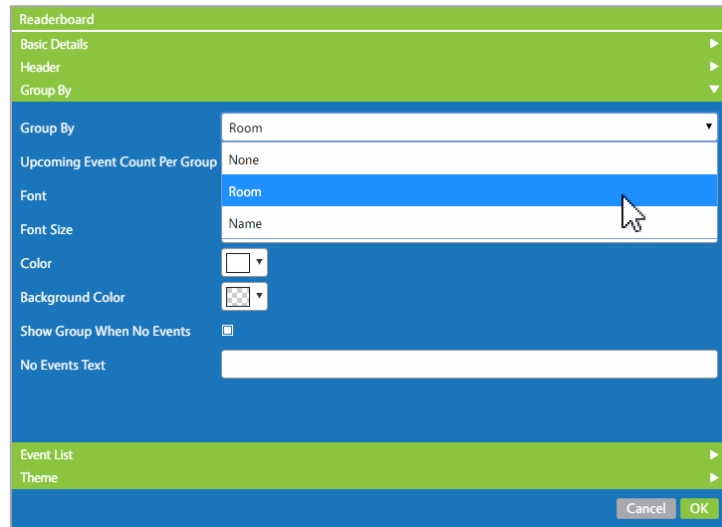 Readerboard
Basic Details
Header
Group By
Group By Room
Upcoming Event Count Per Group None
Font Room
Font Size Name
Color
Background Color
Show Group When No Events
No Events Text
Event List
Theme
Cancel OK